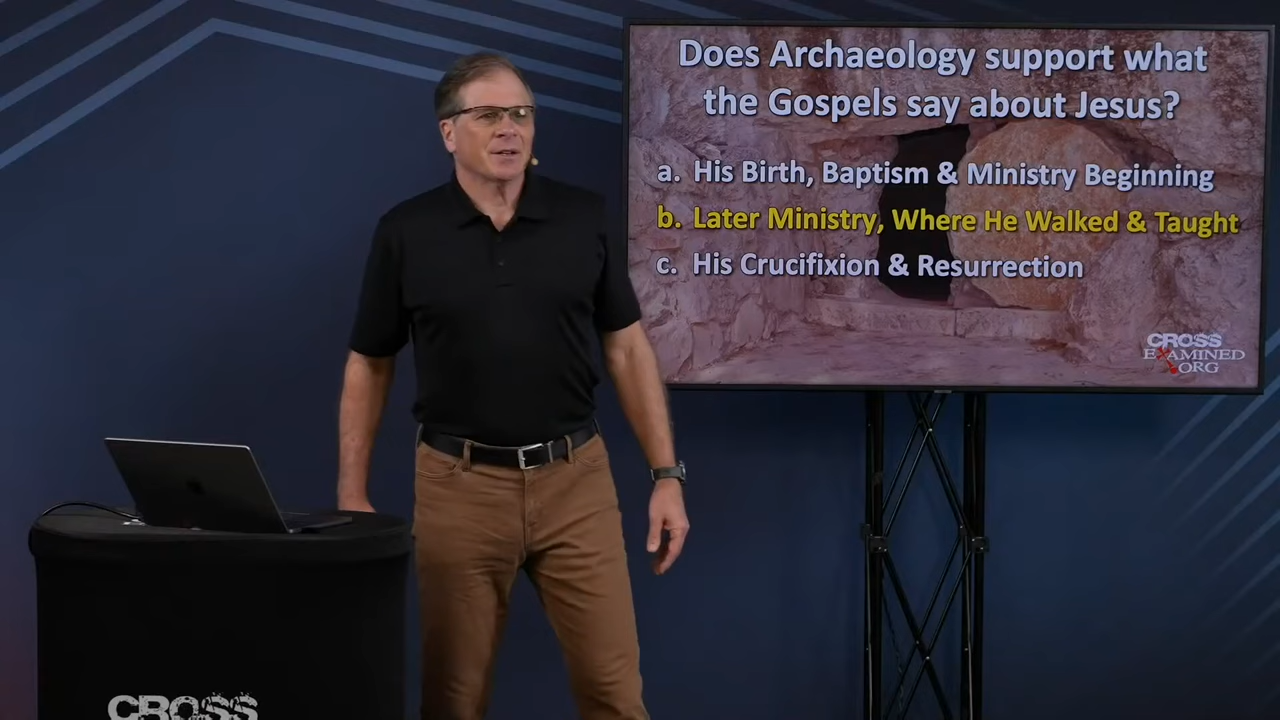 Does Archaeology support what
the Gospels say about Jesus?
a. His Birth, Baptism & Ministry Beginning
b. Later Ministry, Where He Walked & Taught
c. His Crucifixion & Resurrection
CROSS
EXAMINED
ORG
CROSS